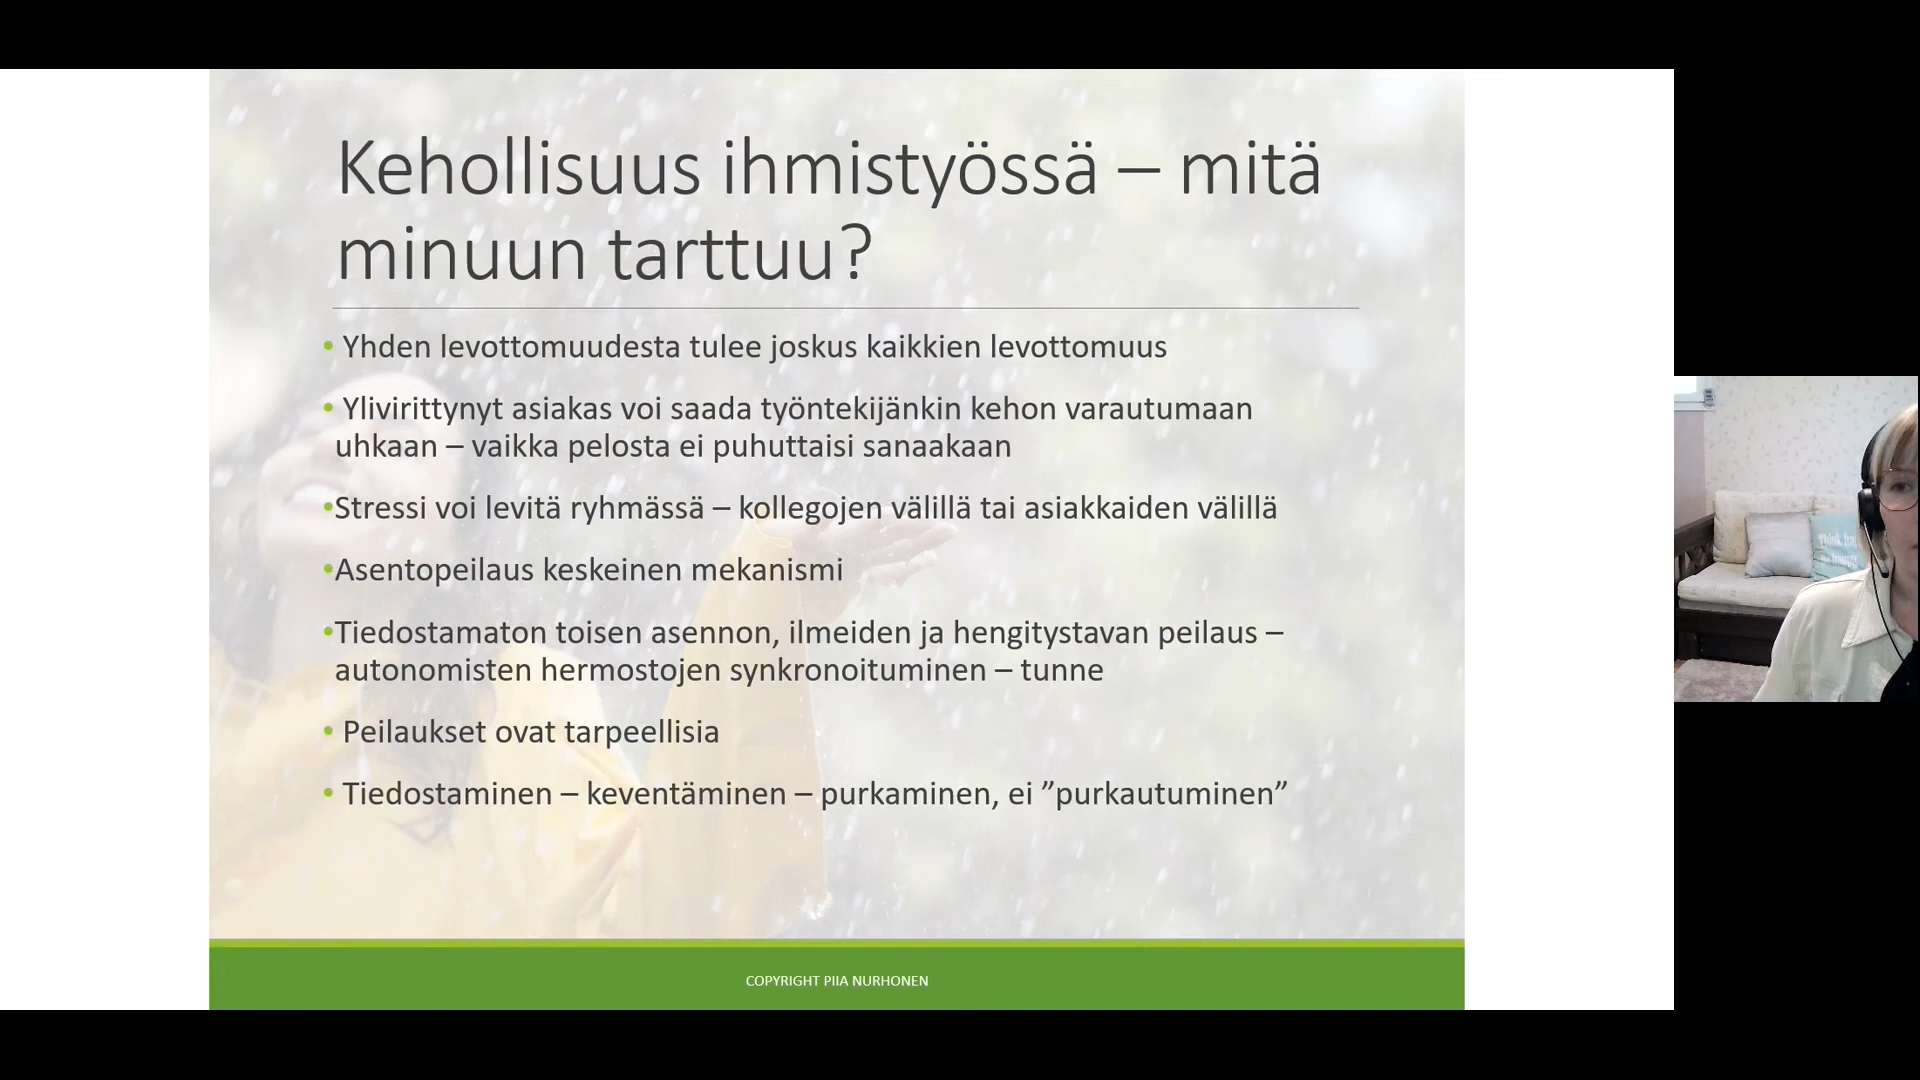 Kehollisuus ihmistyössä – mitä
minuun tarttuu?
• Yhden levottomuudesta tulee joskus kaikkien levottomuus
• Ylivirittynyt asiakas voi saada työntekijänkin kehon varautumaan
uhkaan – vaikka pelosta ei puhuttaisi sanaakaan
•Stressi voi levitä ryhmässä – kollegojen välillä tai asiakkaiden välillä
•Asentopeilaus keskeinen mekanismi
•Tiedostamaton toisen asennon, ilmeiden ja hengitystavan peilaus –
autonomisten hermostojen synkronoituminen – tunne
• Peilaukset ovat tarpeellisia
• Tiedostaminen – keventäminen – purkaminen, ei ”purkautuminen”
COPYRIGHT PIIA NURHONEN